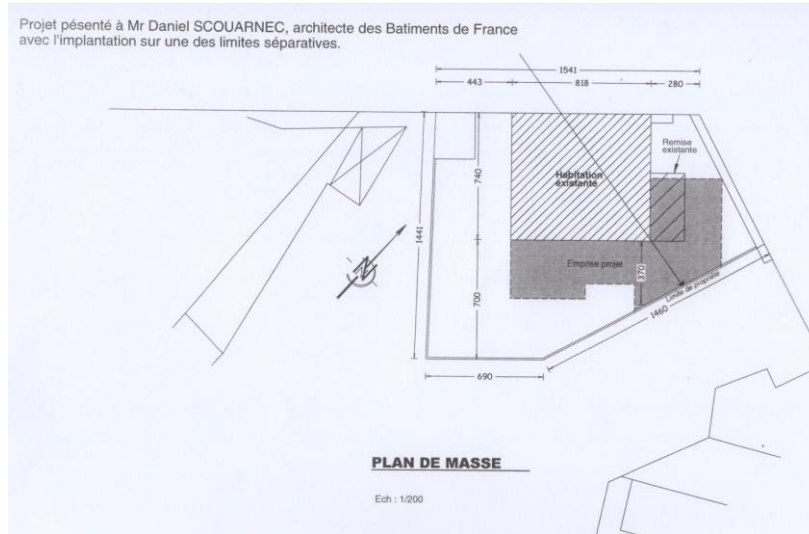 Projet pésenté à Mr Daniel SCOUARNEC, architecte des Batiments de France
avec l'implantation sur une des limites séparatives.
1541
443
818
280
Remise
existante
Habitation
existante
740
1441
N
Emprise projet
370
700
Limite de propriété
1460
690
PLAN DE MASSE
Ech : 1/200